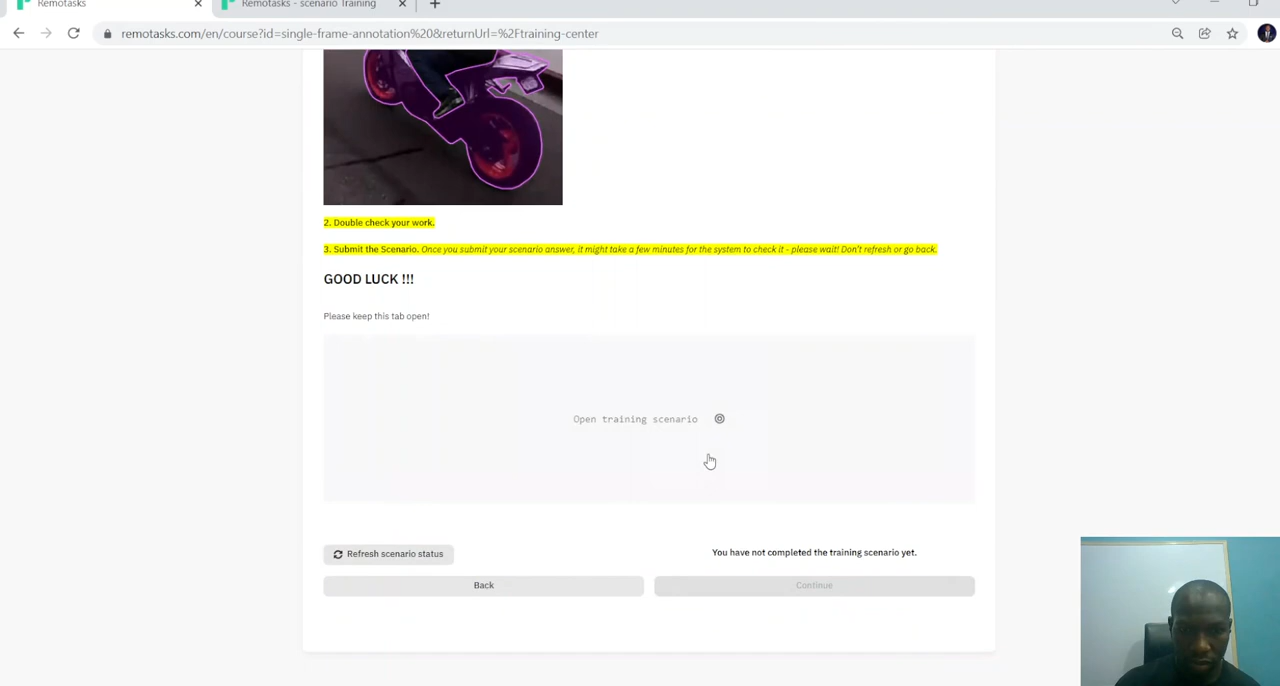 Remotasks
Remotasks - scenario Training
remotasks.com/en/course?id=single-frame-annotation%20&returnUrl=%2Ftraining-center
2. Double check your work.
3. Submit the Scenario. Once you submit your scenario answer, it might take a few minutes for the system to check it - please wait! Don't refresh or go back.
GOOD LUCK !!!
Please keep this tab open!
Open training scenario
Refresh scenario status
You have not completed the training scenario yet.
Back
Continue